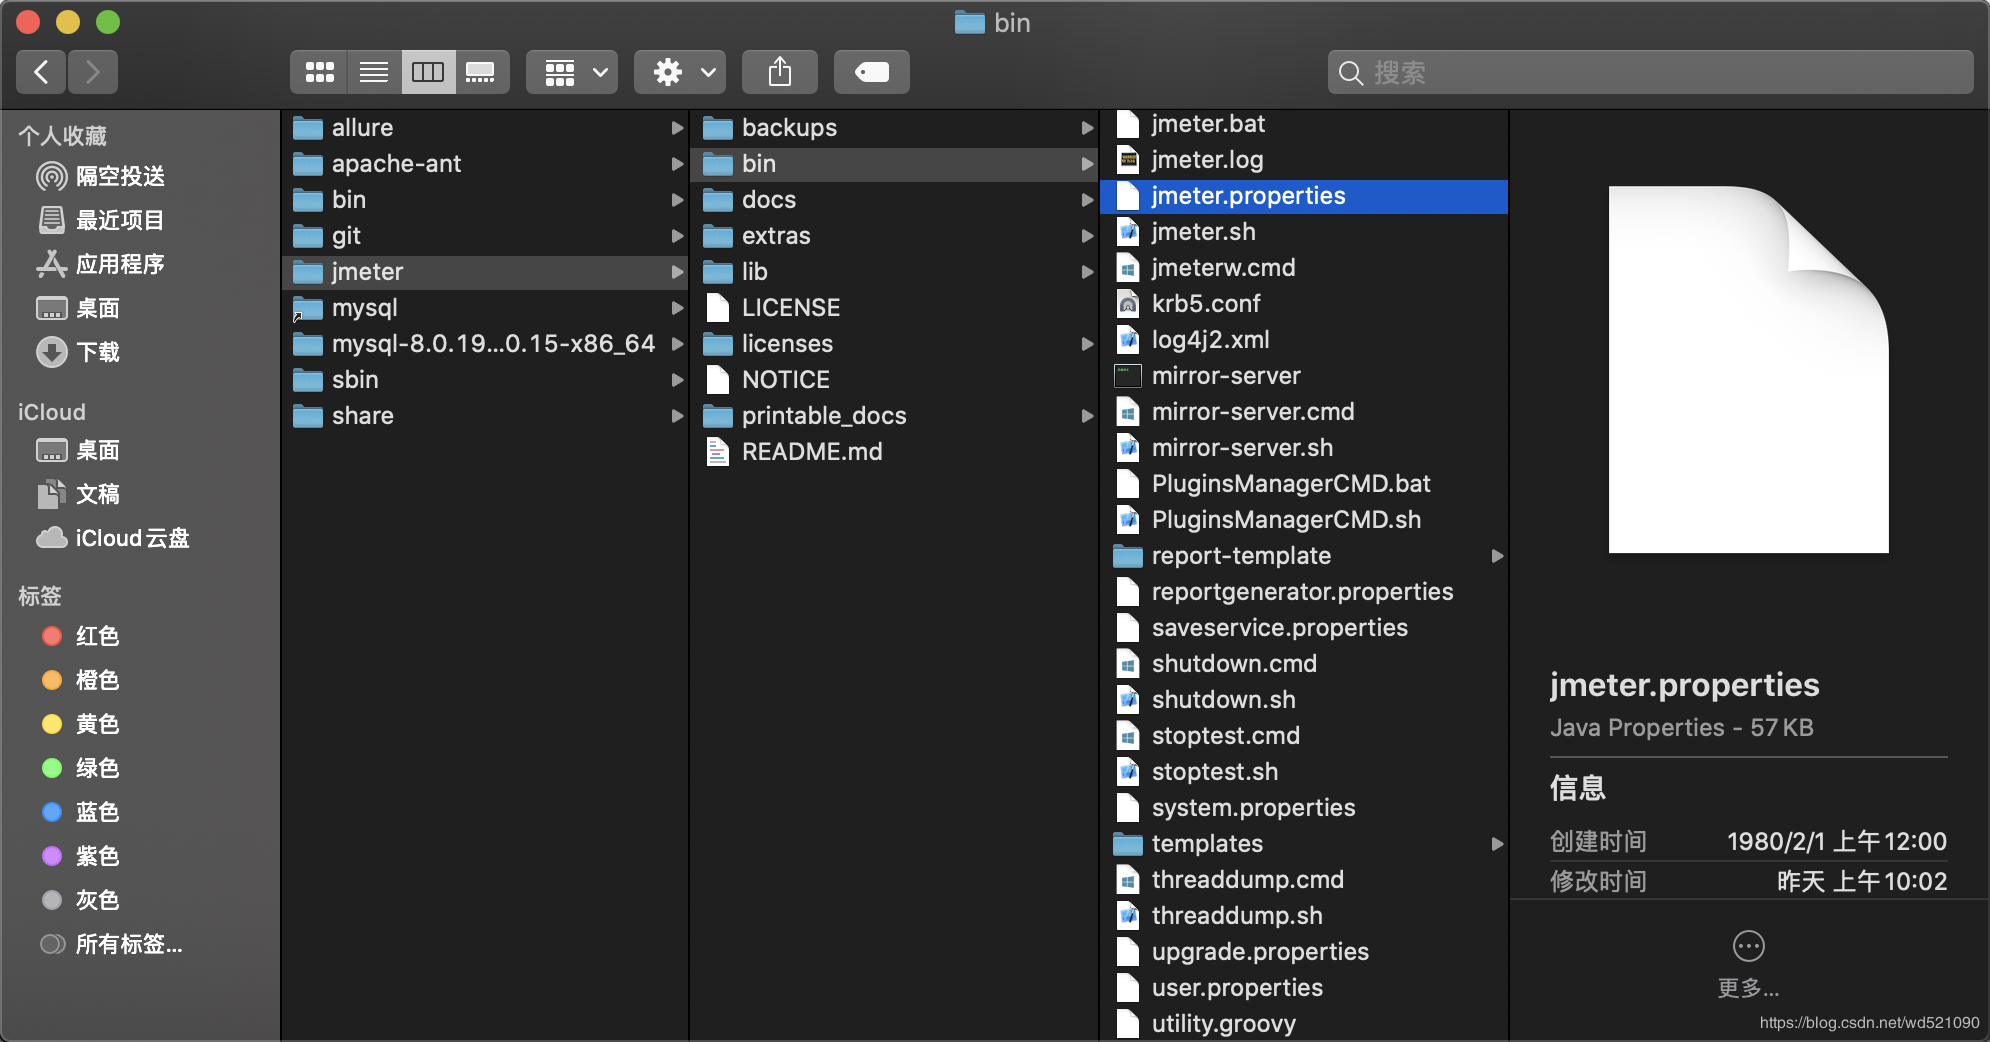 bin
搜索
个人收藏
隔空投送
最近项目
应用程序
桌面
下载
iCloud
桌面
文稿
iCloud云盘
标签
红色
橙色
黄色
绿色
蓝色
紫色
灰色
所有标签...
allure
apache-ant
bin
git
jmeter
mysql
mysql-8.0.19...0.15-x86_64
sbin
share
backups
bin
docs
extras
lib
LICENSE
licenses
NOTICE
printable_docs
README.md
jmeter.bat
jmeter.log
jmeter.properties
jmeter.sh
jmeterw.cmd
krb5.conf
log4j2.xml
mirror-server
mirror-server.cmd
mirror-server.sh
PluginsManagerCMD.bat
PluginsManagerCMD.sh
report-template
reportgenerator.properties
saveservice.properties
shutdown.cmd
shutdown.sh
stoptest.cmd
stoptest.sh
system.properties
templates
threaddump.cmd
threaddump.sh
upgrade.properties
user.properties
utility.groovy
jmeter.properties
Java Properties - 57 KB
信息
创建时间 1980/2/1 上午12:00
修改时间 昨天 上午10:02
更多...
https://blog.csdn.net/wd521090